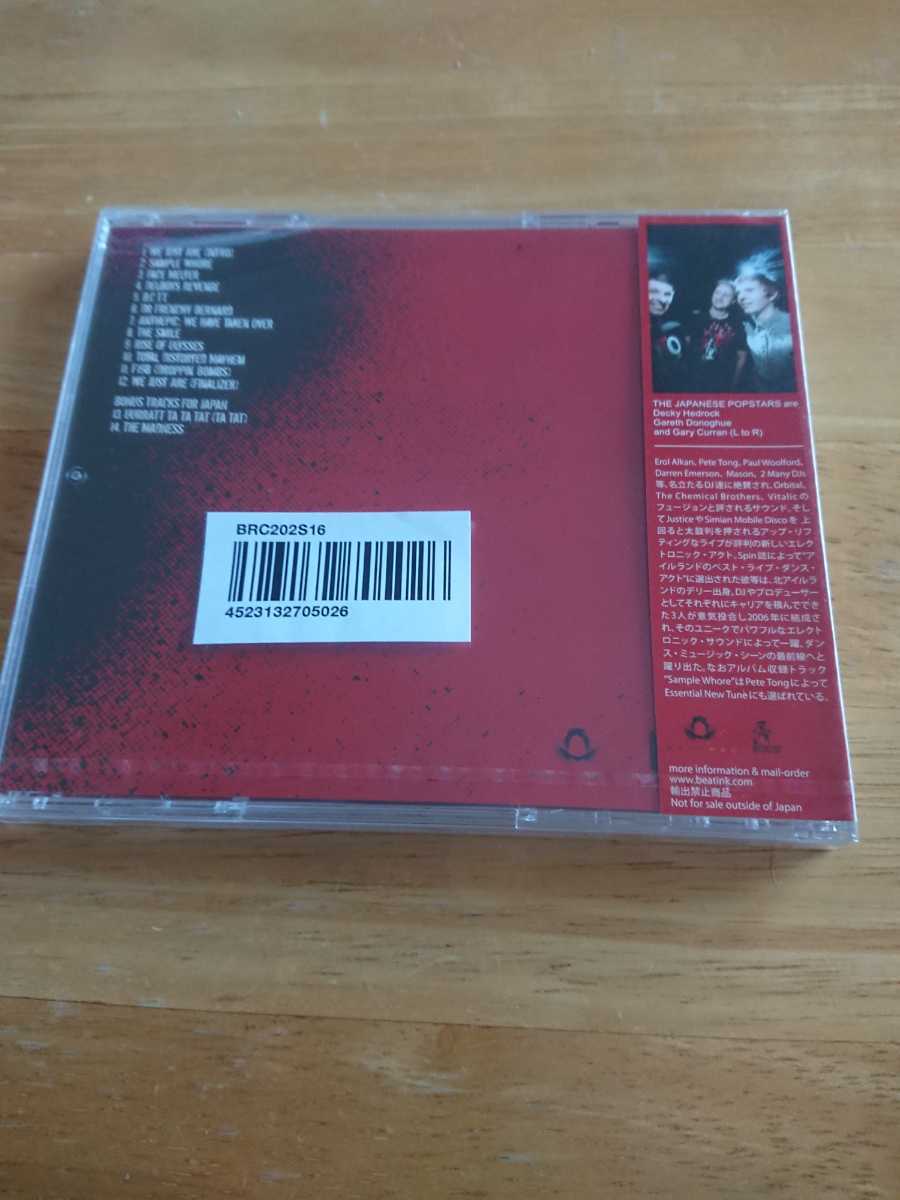 1. WE JUST ARE (INTRO)
2. SAMPLE WHORE
3. FACE MELTER
4. DELBOYS REVENGE
5. B.C.T.T.
6. DR FRENCHY BERNARD
7. ANTHEPIC: WE HAVE TAKEN OVER
8. THE SMILE
9. RISE OF ULYSSES
10. TOTAL DISTORTED MAYHEM
11. FISO (DROPPIN' BOMBS)
12. WE JUST ARE (FINALIZER)
BONUS TRACKS FOR JAPAN
13. UURRATT TA TA TAT (TA TAT)
14. THE MADNESS
BRC202S16
4523132705026
THE JAPANESE POPSTARS are
Decky Hedrock
Gareth Donoghue
and Gary Curran (L to R)
Erol Alkan、Pete Tong、Paul Woolford、
Darren Emerson、Mason、2 Many DJs
等、名立たるDJ達に絶賛され、Orbital、
The Chemical Brothers、Vitalicの
フュージョンと評されるサウンド。そし
てJusticeやSimian Mobile Discoを上
回ると太鼓判を押されるアップ・リフ
ティングなライブが評判の新しいエレク
トロニック・アクト。Spin誌によって“ア
イルランドのベスト・ライブ・ダンス・
アクト”に選出された彼等は、北アイルラ
ンドのデリー出身。DJやプロデューサー
としてそれぞれにキャリアを積んできて
た3人が意気投合し2006年に結成さ
れ、そのユニークでパワフルなエレクト
ロニック・サウンドによって一躍、ダン
ス・ミュージック・シーンの最前線へと
躍り出た。なおアルバム収録トラック
“Sample Whore”はPete Tongによって
Essential New Tuneにも選ばれている。
more information & mail-order
www.beatink.com
輸出禁止商品
Not for sale outside of Japan